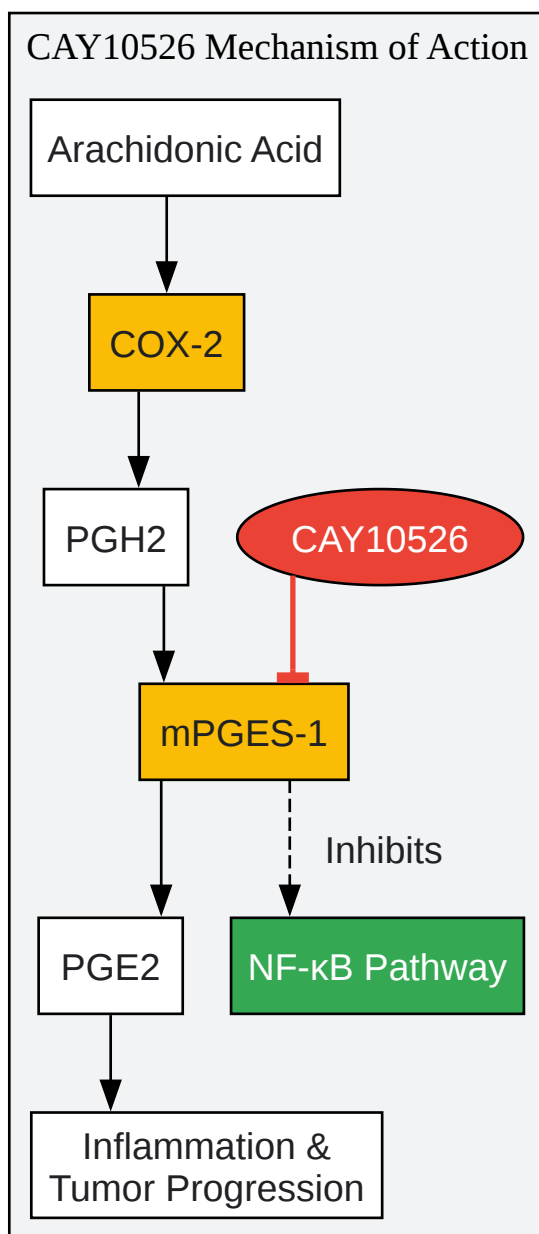 CAY10526 Mechanism of Action
Arachidonic Acid
COX-2
PGH2
CAY10526
mPGES-1
Inhibits
PGE2
NF-κB Pathway
Inflammation &
Tumor Progression